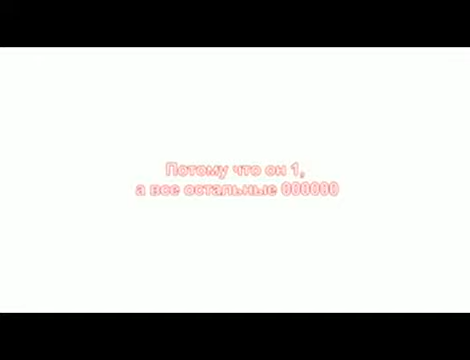 Потому что он 1,
а все остальные 000000